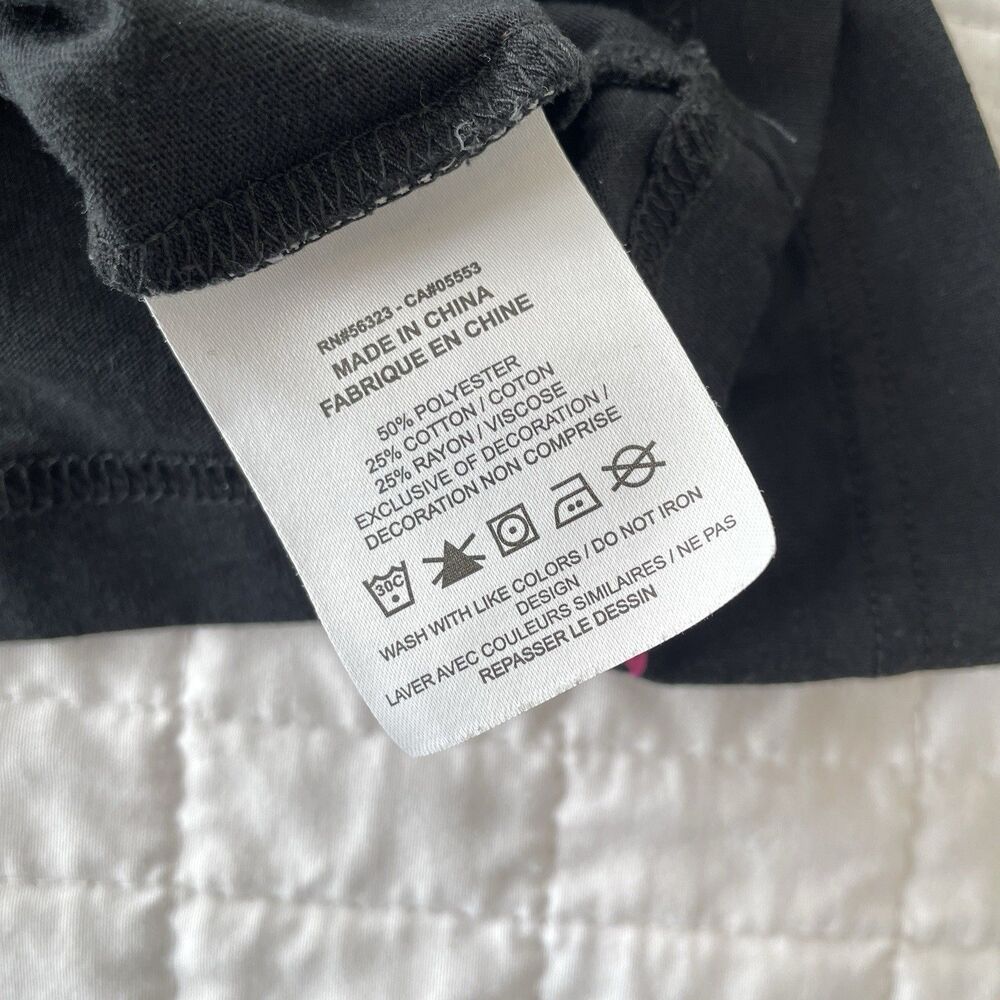 RN#56323 - CA#05553
MADE IN CHINA
FABRIQUE EN CHINE
50% POLYESTER
25% COTTON / COTON
25% RAYON / VISCOSE
EXCLUSIVE OF DECORATION /
DECORATION NON COMPRISE
30C
WASH WITH LIKE COLORS / DO NOT IRON
DESIGN
LAVER AVEC COULEURS SIMILAIRES / NE PAS
REPASSER LE DESSIN